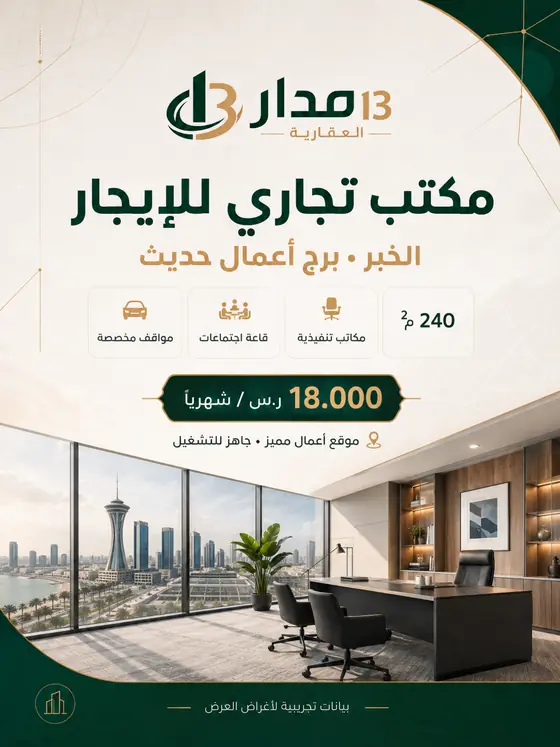 مدار 13
العقارية
مكتب تجاري للإيجار
الخبر • برج أعمال حديث
240 م2
مكاتب تنفيذية
قاعة اجتماعات
مواقف مخصصة
18.000 ر.س / شهرياً
موقع أعمال مميز • جاهز للتشغيل
بيانات تجريبية لأغراض العرض